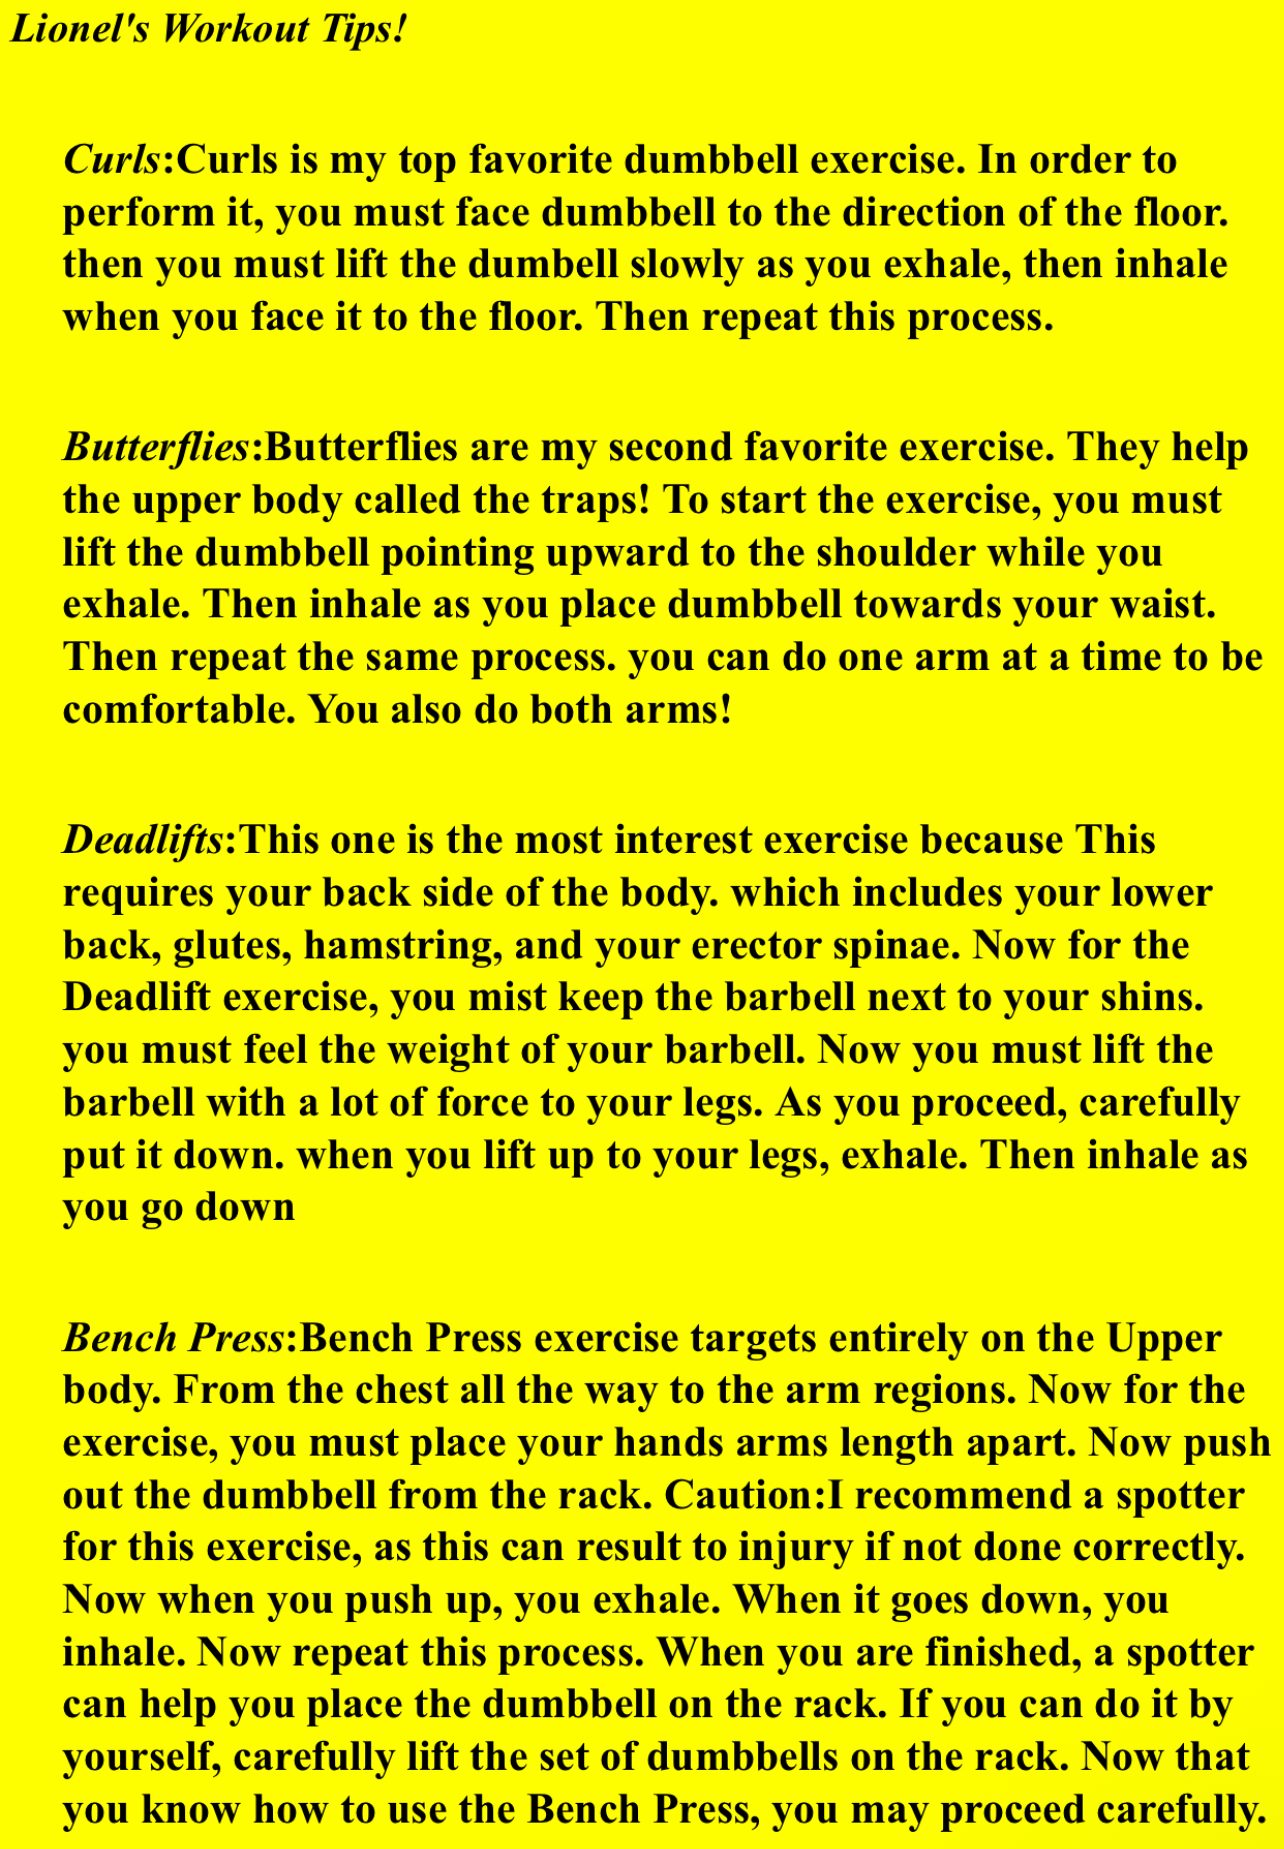 Lionel's Workout Tips!
Curls:Curls is my top favorite dumbbell exercise. In order to
perform it, you must face dumbbell to the direction of the floor.
then you must lift the dumbell slowly as you exhale, then inhale
when you face it to the floor. Then repeat this process.
Butterflies:Butterflies are my second favorite exercise. They help
the upper body called the traps! To start the exercise, you must
lift the dumbbell pointing upward to the shoulder while you
exhale. Then inhale as you place dumbbell towards your waist.
Then repeat the same process. you can do one arm at a time to be
comfortable. You also do both arms!
Deadlifts:This one is the most interest exercise because This
requires your back side of the body. which includes your lower
back, glutes, hamstring, and your erector spinae. Now for the
Deadlift exercise, you mist keep the barbell next to your shins.
you must feel the weight of your barbell. Now you must lift the
barbell with a lot of force to your legs. As you proceed, carefully
put it down. when you lift up to your legs, exhale. Then inhale as
you go down
Bench Press:Bench Press exercise targets entirely on the Upper
body. From the chest all the way to the arm regions. Now for the
exercise, you must place your hands arms length apart. Now push
out the dumbbell from the rack. Caution:I recommend a spotter
for this exercise, as this can result to injury if not done correctly.
Now when you push up, you exhale. When it goes down, you
inhale. Now repeat this process. When you are finished, a spotter
can help you place the dumbbell on the rack. If you can do it by
yourself, carefully lift the set of dumbbells on the rack. Now that
you know how to use the Bench Press, you may proceed carefully.